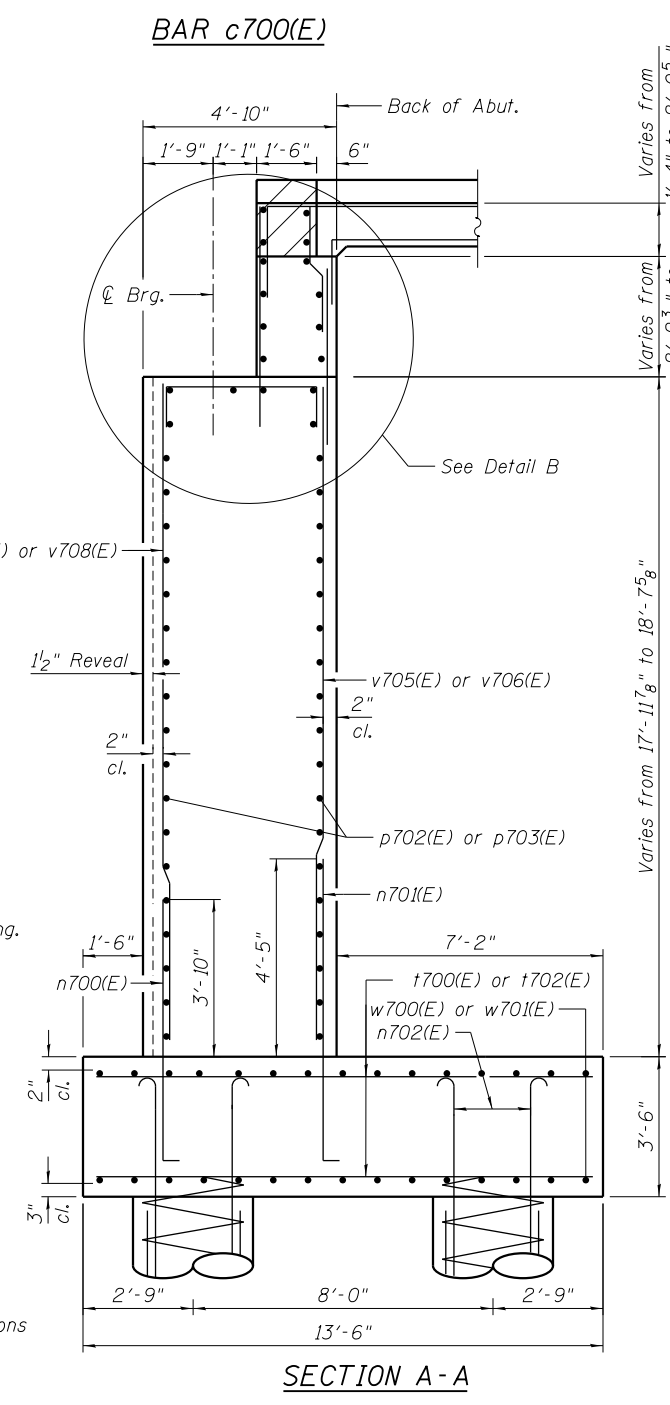 BAR c700(E)
Back of Abut.
4'-10"
1'-9" 1'-1" 1'-6" 6"
Varies from
Varies from
℄ Brg.
See Detail B
or v708(E)
1½" Reveal
v705(E) or v706(E)
2"
cl.
2"
cl.
Varies from 17'-11⅞" to 18'-7⅝"
p702(E) or p703(E)
n701(E)
4'-5"
3'-10"
1'-6"
7'-2"
n700(E)
t700(E) or t702(E)
w700(E) or w701(E)
n702(E)
2"
cl.
3'-6"
3"
cl.
2'-9" 8'-0" 2'-9"
13'-6"
SECTION A-A